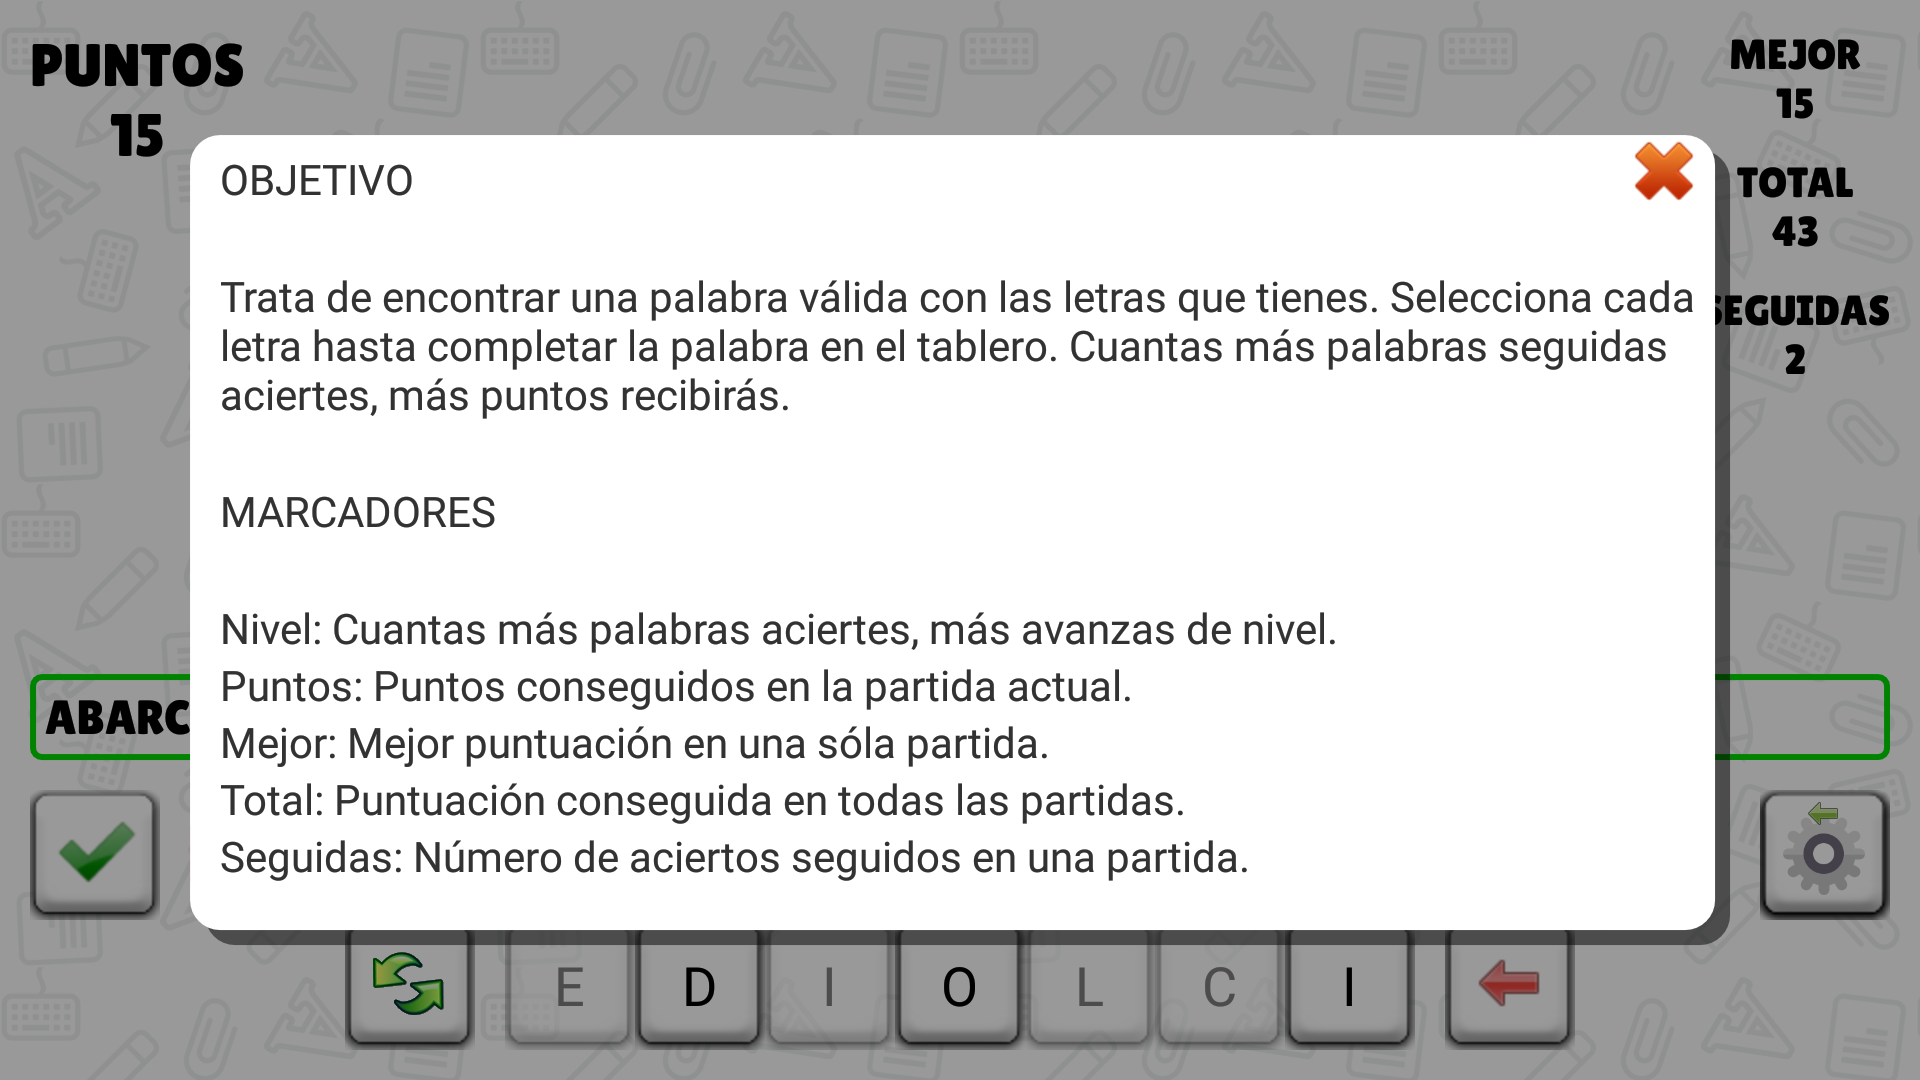 PUNTOS
15
MEJOR
15
TOTAL
43
SEGUIDAS
2
OBJETIVO
Trata de encontrar una palabra válida con las letras que tienes. Selecciona cada
letra hasta completar la palabra en el tablero. Cuantas más palabras seguidas
aciertes, más puntos recibirás.
MARCADORES
Nivel: Cuantas más palabras aciertes, más avanzas de nivel.
Puntos: Puntos conseguidos en la partida actual.
Mejor: Mejor puntuación en una sóla partida.
Total: Puntuación conseguida en todas las partidas.
Seguidas: Número de aciertos seguidos en una partida.
ABARC
E D I O L C I